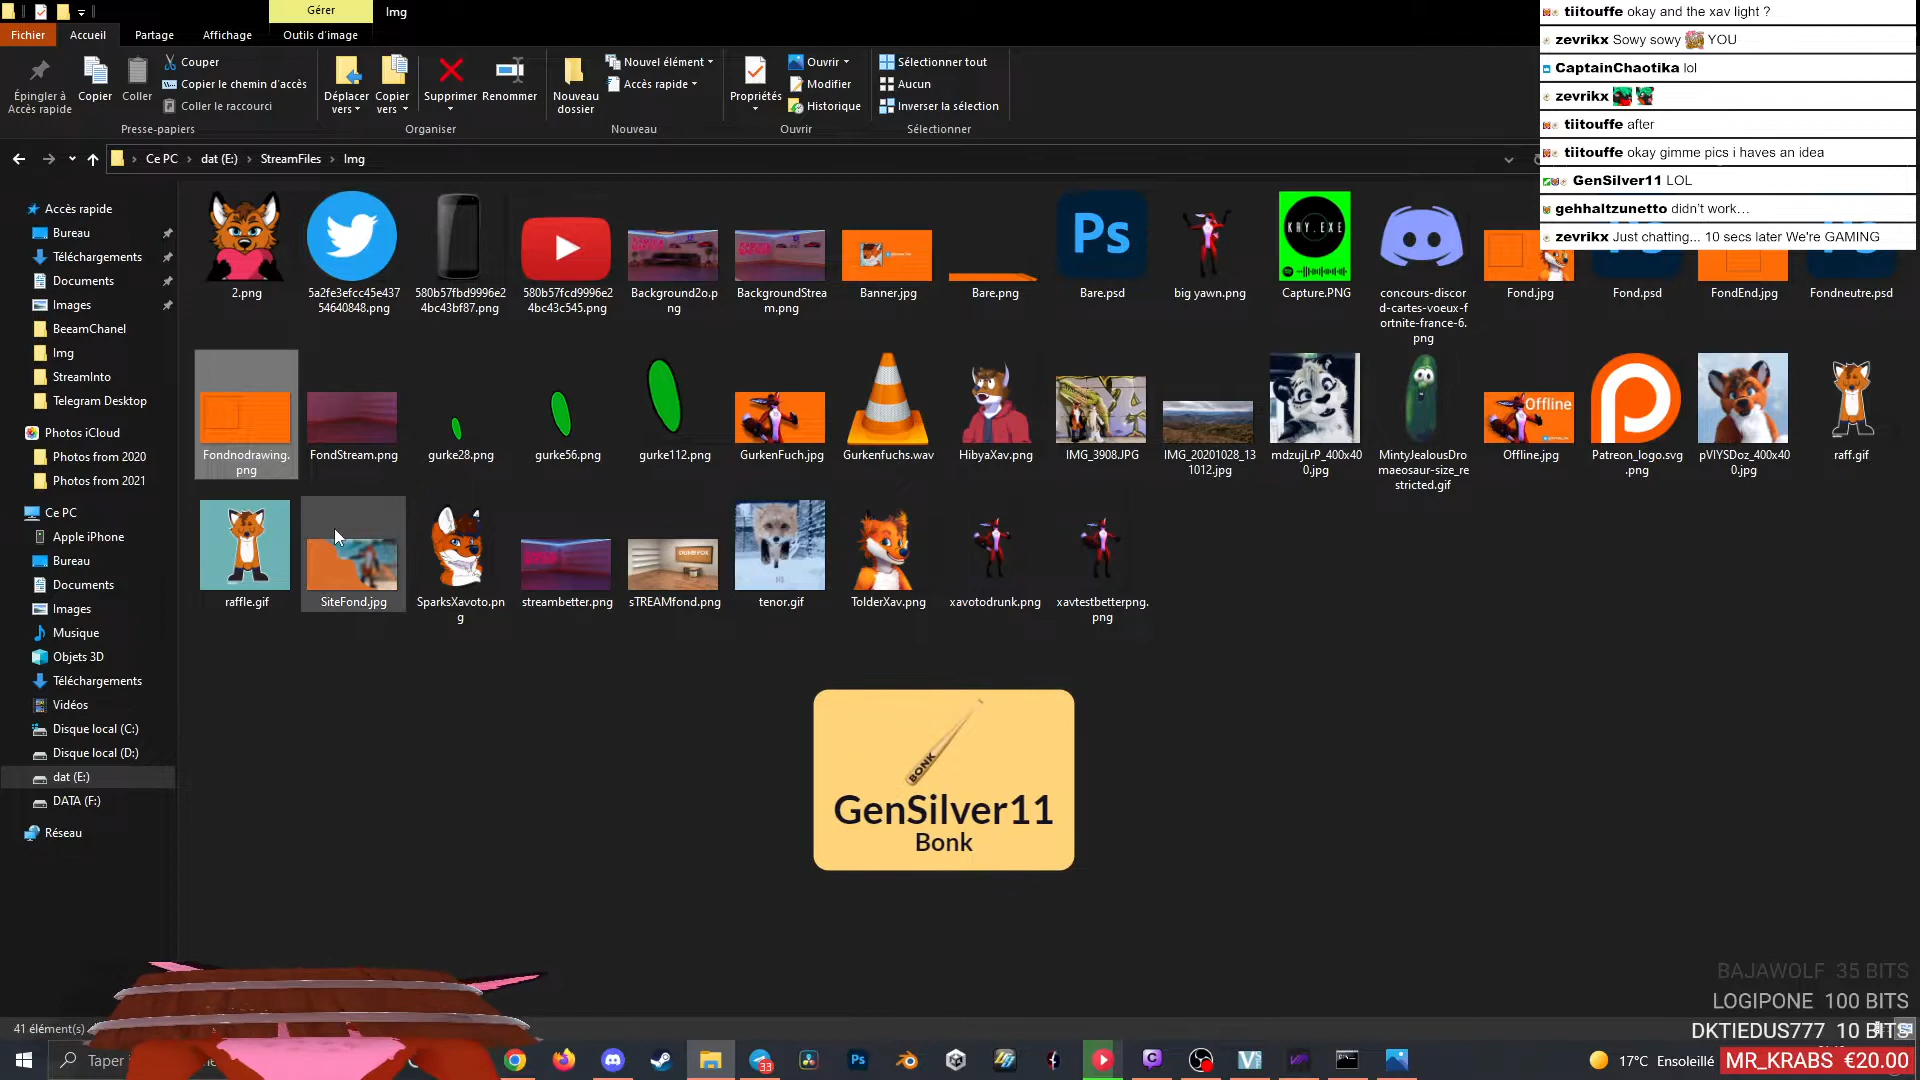 Gérer
Img
Fichier
Accueil
Partage
Affichage
Outils d'image
Épingler à
Accès rapide
Copier
Coller
Couper
Copier le chemin d'accès
Coller le raccourci
Déplacer
vers
Copier
vers
Supprimer
Renommer
Nouveau
dossier
Nouvel élément
Accès rapide
Propriétés
Ouvrir
Modifier
Historique
Sélectionner tout
Aucun
Inverser la sélection
Presse-papiers
Organiser
Nouveau
Ouvrir
Sélectionner
Ce PC
dat (E:)
StreamFiles
Img
tiitouffe okay and the xav light ?
zevrikx Sowy sowy YOU
CaptainChaotika lol
zevrikx
tiitouffe after
tiitouffe okay gimme pics i haves an idea
GenSilver11 LOL
gehhaltzunetto didn't work…
zevrikx Just chatting... 10 secs later We're GAMING
Accès rapide
Bureau
Téléchargements
Documents
Images
BeeamChanel
Img
StreamInto
Telegram Desktop
Photos iCloud
Photos from 2020
Photos from 2021
Ce PC
Apple iPhone
Bureau
Documents
Images
Musique
Objets 3D
Téléchargements
Vidéos
Disque local (C:)
Disque local (D:)
dat (E:)
DATA (F:)
Réseau
Ps
KRY.EXE
2.png
5a2fe3efcc45e437
54640848.png
580b57fbd9996e2
4bc43bf87.png
580b57fcd9996e2
4bc43c545.png
Background2o.p
ng
BackgroundStrea
m.png
Banner.jpg
Bare.png
Bare.psd
big yawn.png
Capture.PNG
concours-discor
d-cartes-voeux-f
ortnite-france-6.
png
Fond.jpg
Fond.psd
FondEnd.jpg
Fondneutre.psd
Offline
Fondnodrawing.
png
FondStream.png
gurke28.png
gurke56.png
gurke112.png
GurkenFuch.jpg
Gurkenfuchs.wav
HibyaXav.png
IMG_3908.JPG
IMG_20201028_13
1012.jpg
mdzujLrP_400x40
0.jpg
MintyJealousDro
maeosaur-size_re
stricted.gif
Offline.jpg
Patreon_logo.svg
.png
pVIYSDoz_400x40
0.jpg
raff.gif
DUMBFOX
raffle.gif
SiteFond.jpg
SparksXavoto.pn
g
streambetter.png
sTREAMfond.png
tenor.gif
TolderXav.png
xavotodrunk.png
xavtestbetterpng.
png
BONK
GenSilver11
Bonk
BAJAWOLF 35 BITS
LOGIPONE 100 BITS
DKTIEDUS777 10 BITS
MR_KRABS €20.00
41 élément(s)
Taper i
33
Ps
17°C Ensoleillé